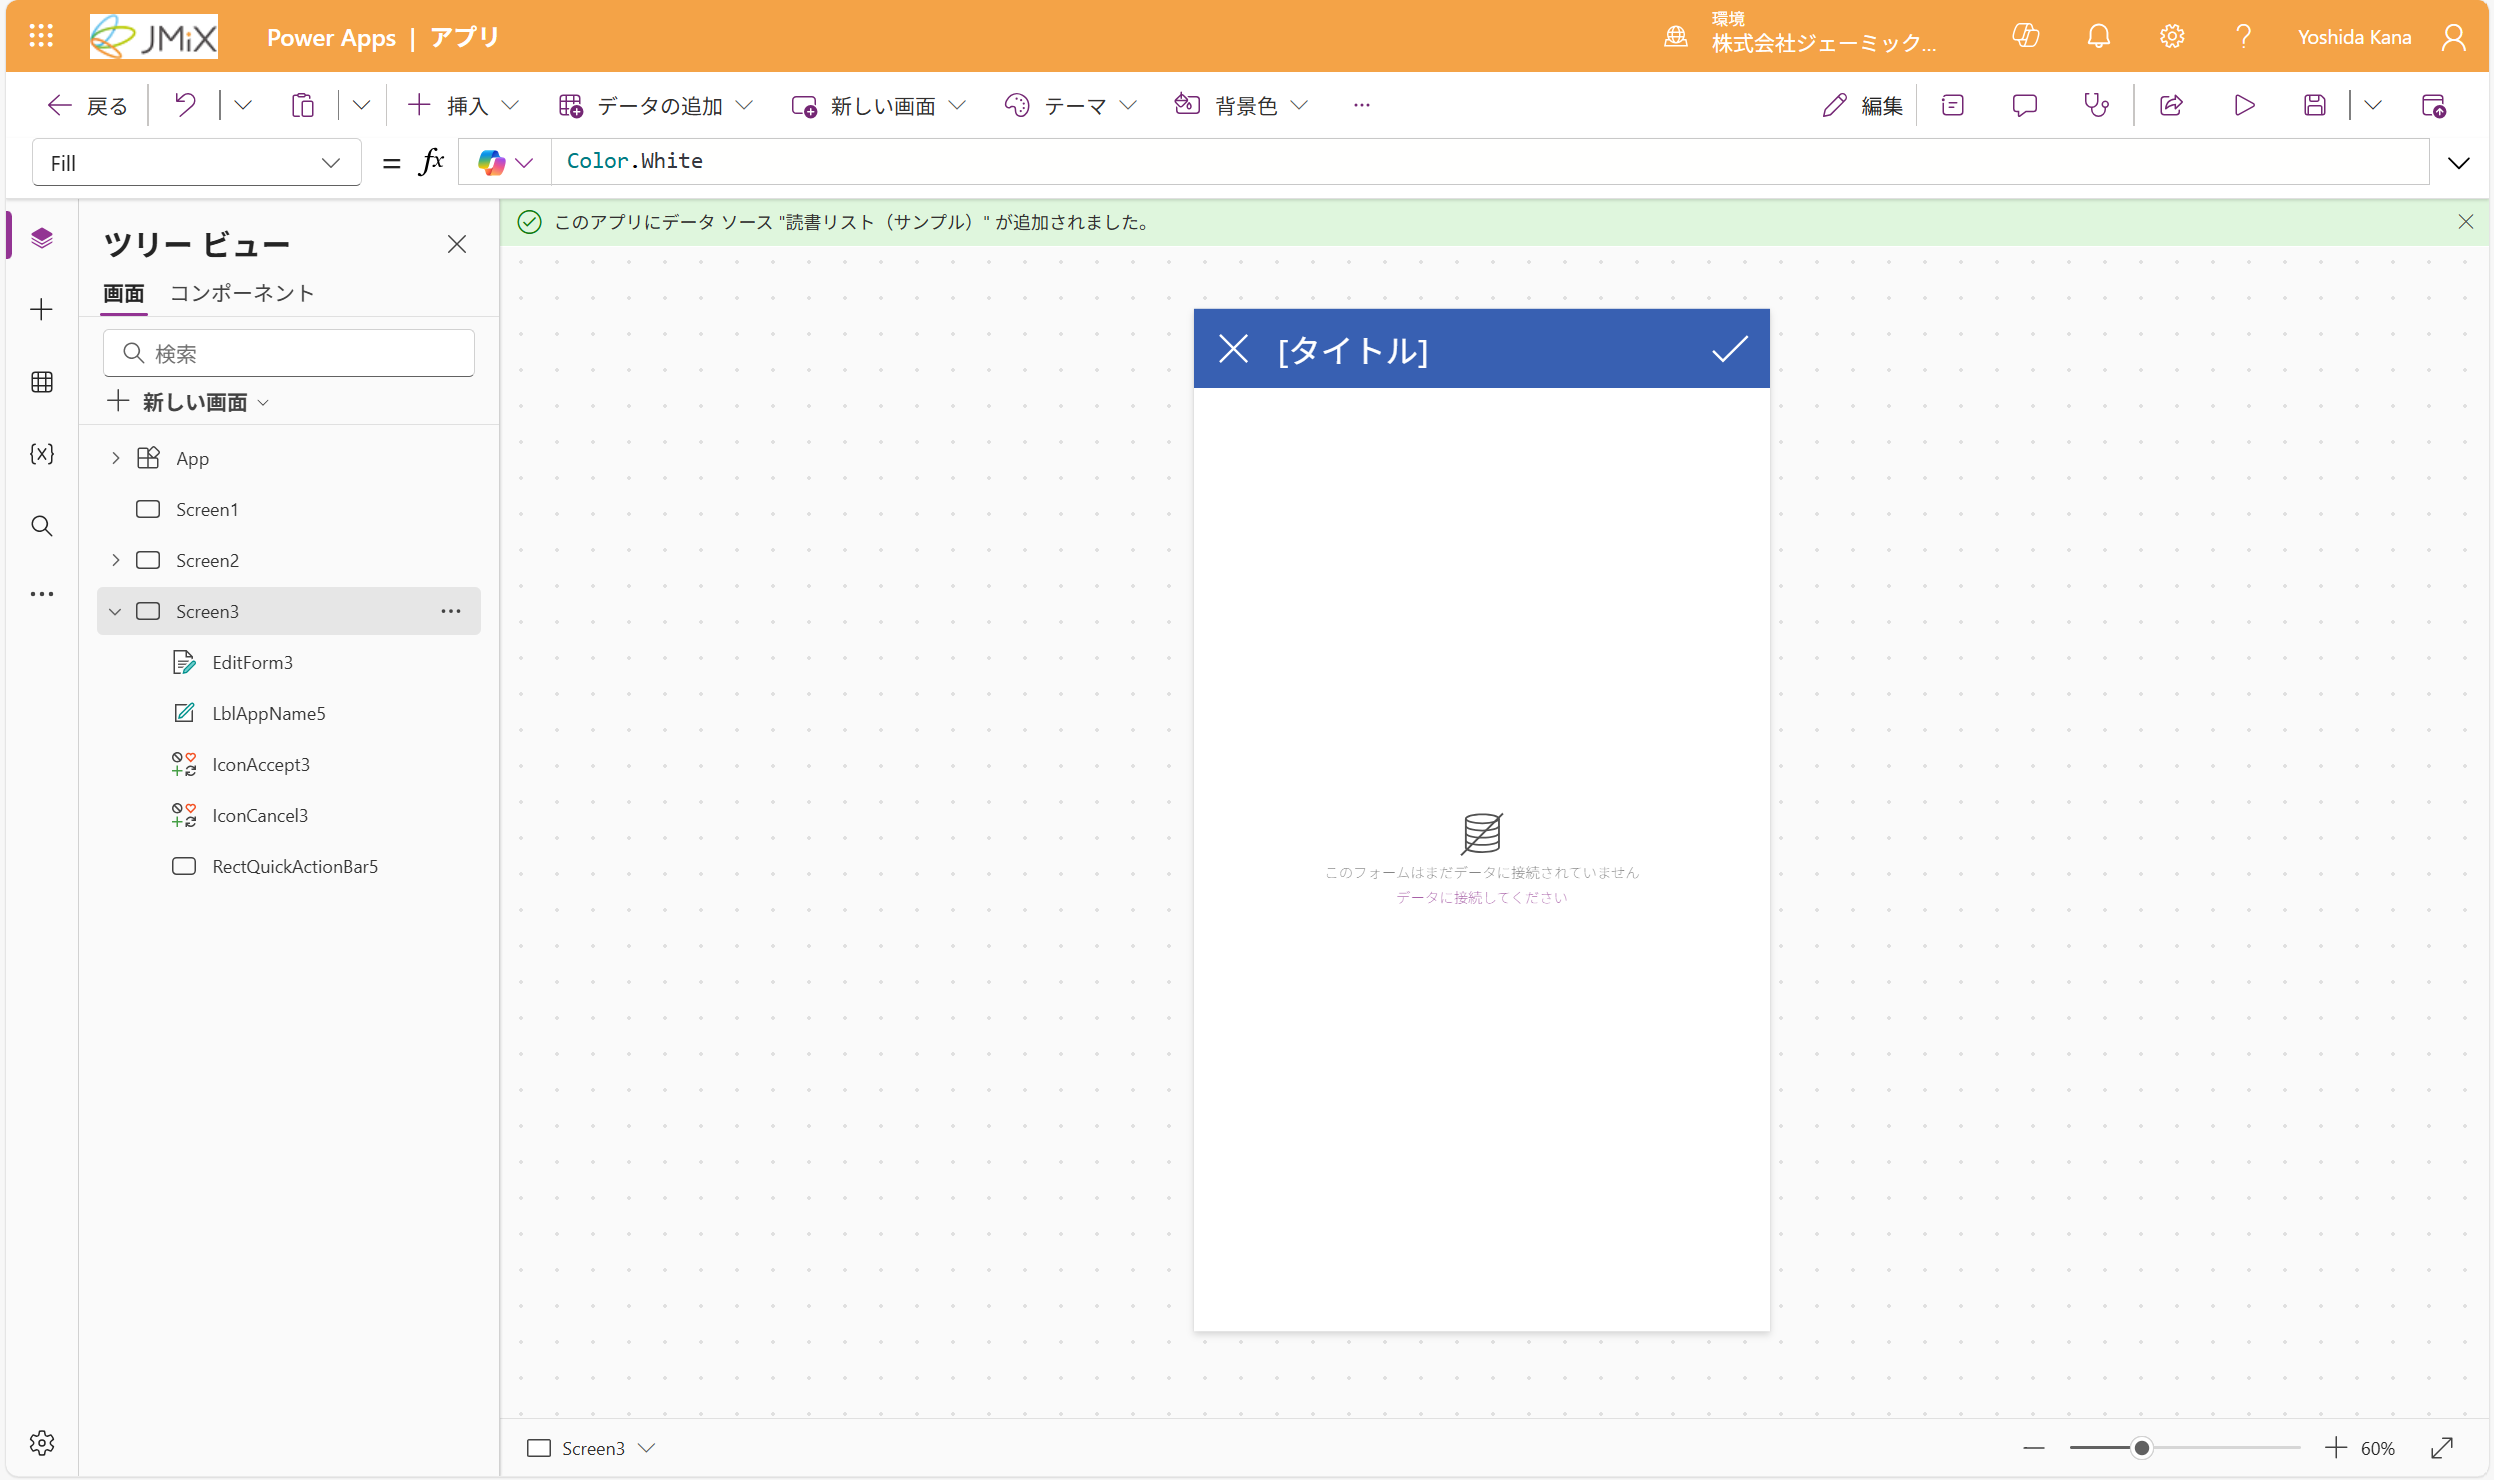 JMiX
Power Apps | アプリ
環境
株式会社ジェーミック...
Yoshida Kana
戻る
挿入
データの追加
新しい画面
テーマ
背景色
編集
Fill
= fx
Color.White
このアプリにデータ ソース "読書リスト（サンプル）" が追加されました。
ツリー ビュー
画面
コンポーネント
検索
新しい画面
App
Screen1
Screen2
Screen3
EditForm3
LblAppName5
IconAccept3
IconCancel3
RectQuickActionBar5
[タイトル]
このフォームはまだデータに接続されていません
データに接続してください
Screen3
60%